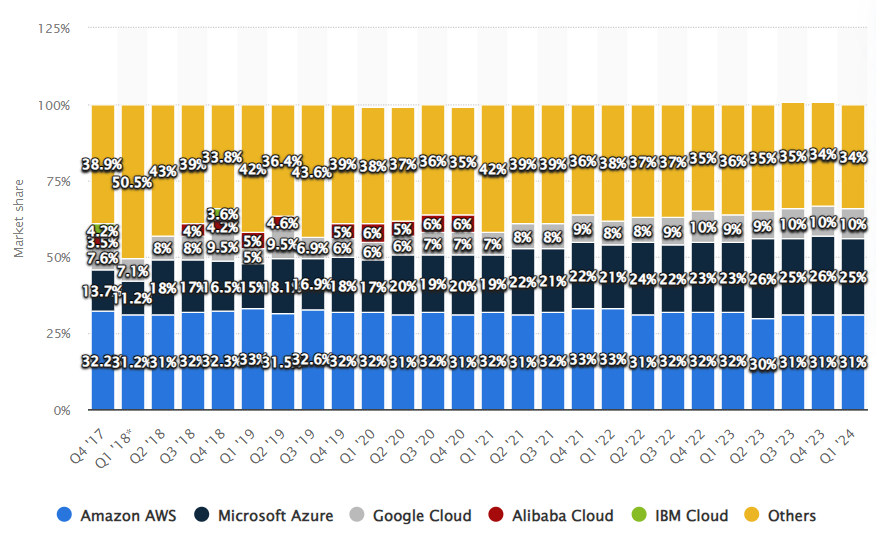 Market share
125%
100%
75%
50%
25%
0%
38.9% 50.5% 43% 39% 33.8% 42% 36.4% 43.6% 39% 38% 37% 36% 35% 42% 39% 39% 36% 38% 37% 37% 35% 36% 35% 35% 34% 34%
4.2% 3.6%
3.5% 4% 4.2% 5% 4.6% 5% 6% 5% 6% 6%
7.6% 7.1% 8% 8% 9.5% 5% 9.5% 6.9% 6% 6% 6% 7% 7% 7% 8% 8% 9% 8% 8% 9% 10% 9% 9% 10% 10% 10%
13.7% 11.2% 18% 17% 16.5% 15% 18.1% 16.9% 18% 17% 20% 19% 20% 19% 22% 21% 22% 21% 24% 22% 23% 23% 26% 25% 26% 25%
32.2% 31.2% 31% 32% 32.3% 33% 31.5% 32.6% 32% 32% 31% 32% 31% 32% 31% 32% 33% 33% 31% 32% 32% 32% 30% 31% 31% 31%
Q4 '17 Q1 '18* Q2 '18 Q3 '18 Q4 '18 Q1 '19 Q2 '19 Q3 '19 Q4 '19 Q1 '20 Q2 '20 Q3 '20 Q4 '20 Q1 '21 Q2 '21 Q3 '21 Q4 '21 Q1 '22 Q2 '22 Q3 '22 Q4 '22 Q1 '23 Q2 '23 Q3 '23 Q4 '23 Q1 '24
Amazon AWS Microsoft Azure Google Cloud Alibaba Cloud IBM Cloud Others